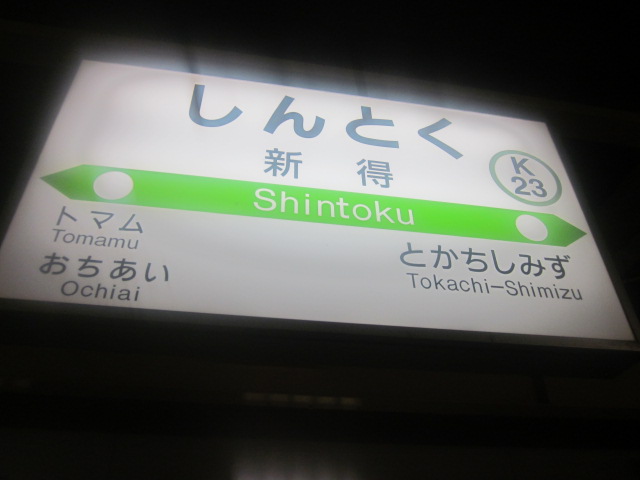 しんとく
新得
K
23
Shintoku
トマム
Tomamu
おちあい
Ochiai
とかちしみず
Tokachi-Shimizu